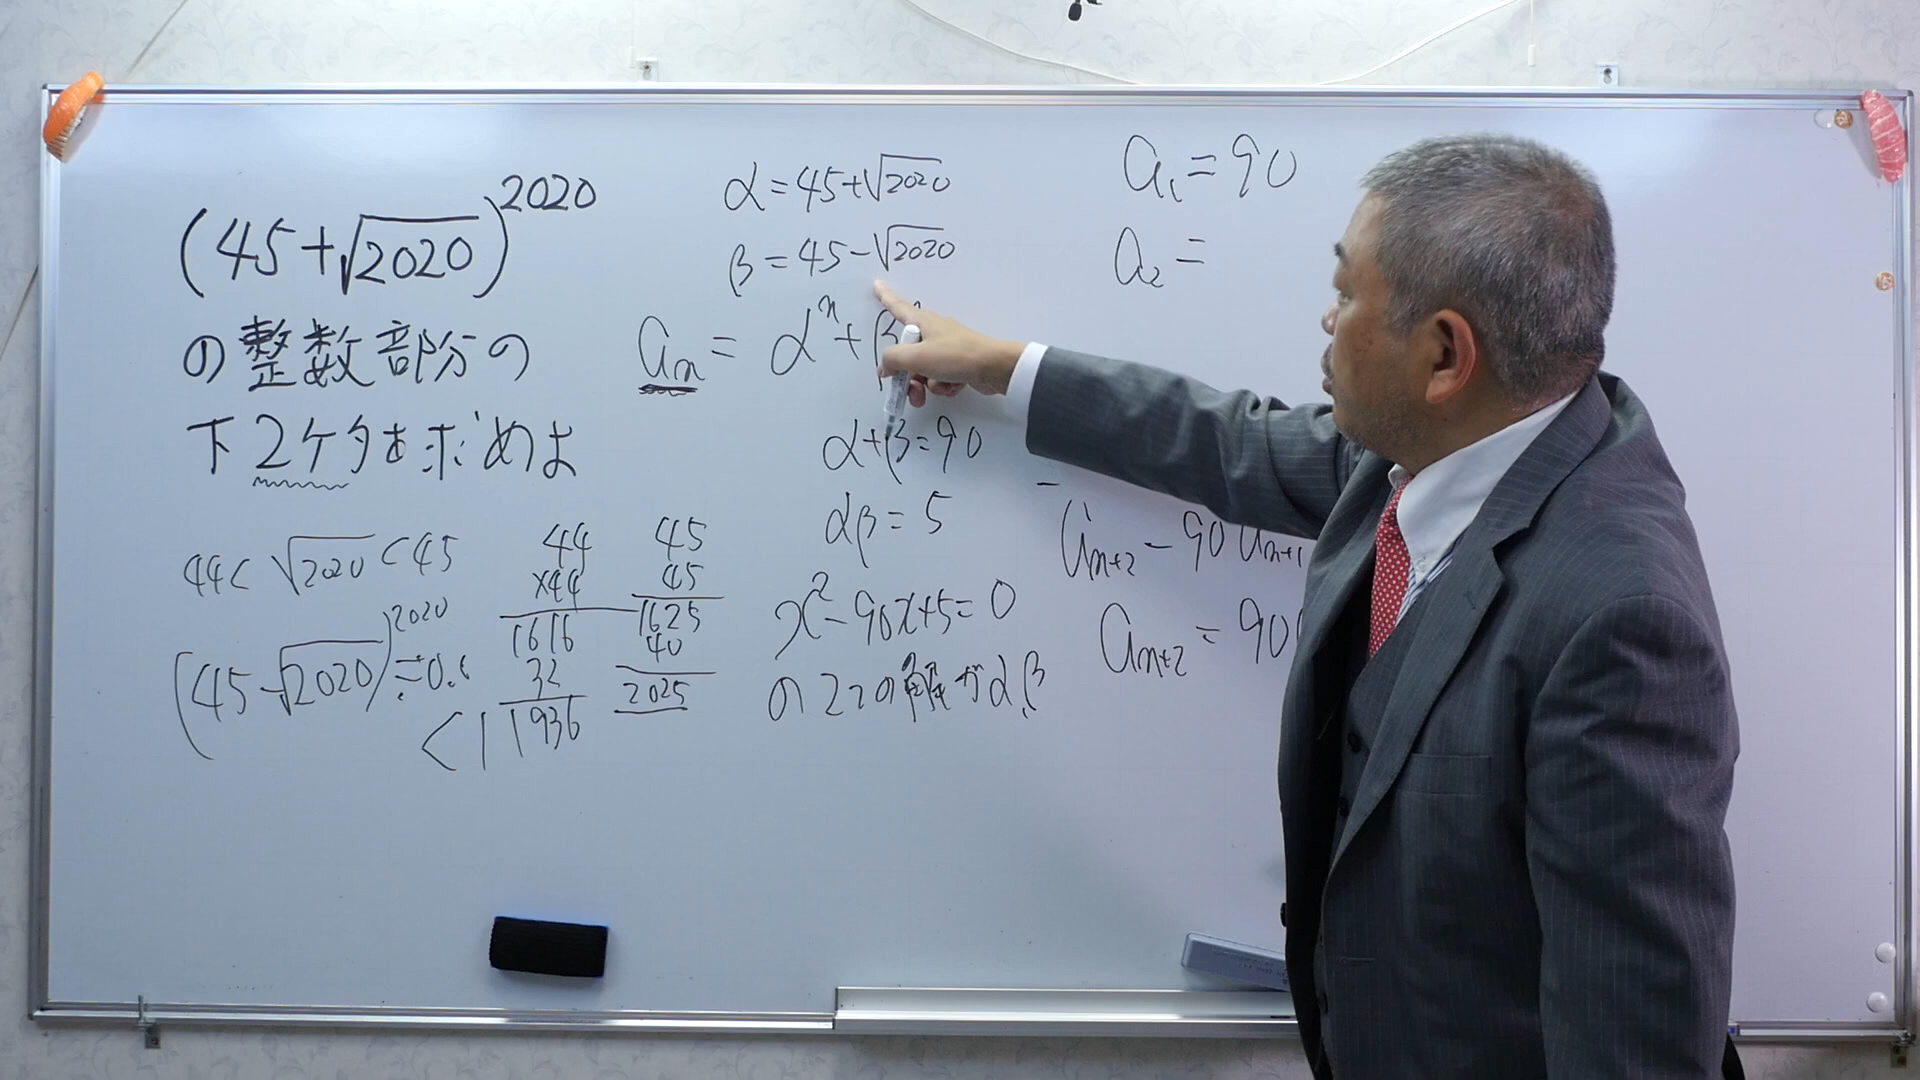 (45+√2020)^2020
の整数部分の
下2ケタを求めよ
44<√2020<45
(45-√2020)^2020≒0.
<1
44
×44
1616
32
1936
45
45
1625
40
2025
α=45+√2020
β=45-√2020
aₙ=αⁿ+β
α+β=90
αβ=5
x²-90x+5=0
の2つの解がα,β
a₁=90
a₂=
aₙ₊₂-90aₙ₊₁
aₙ₊₂=90